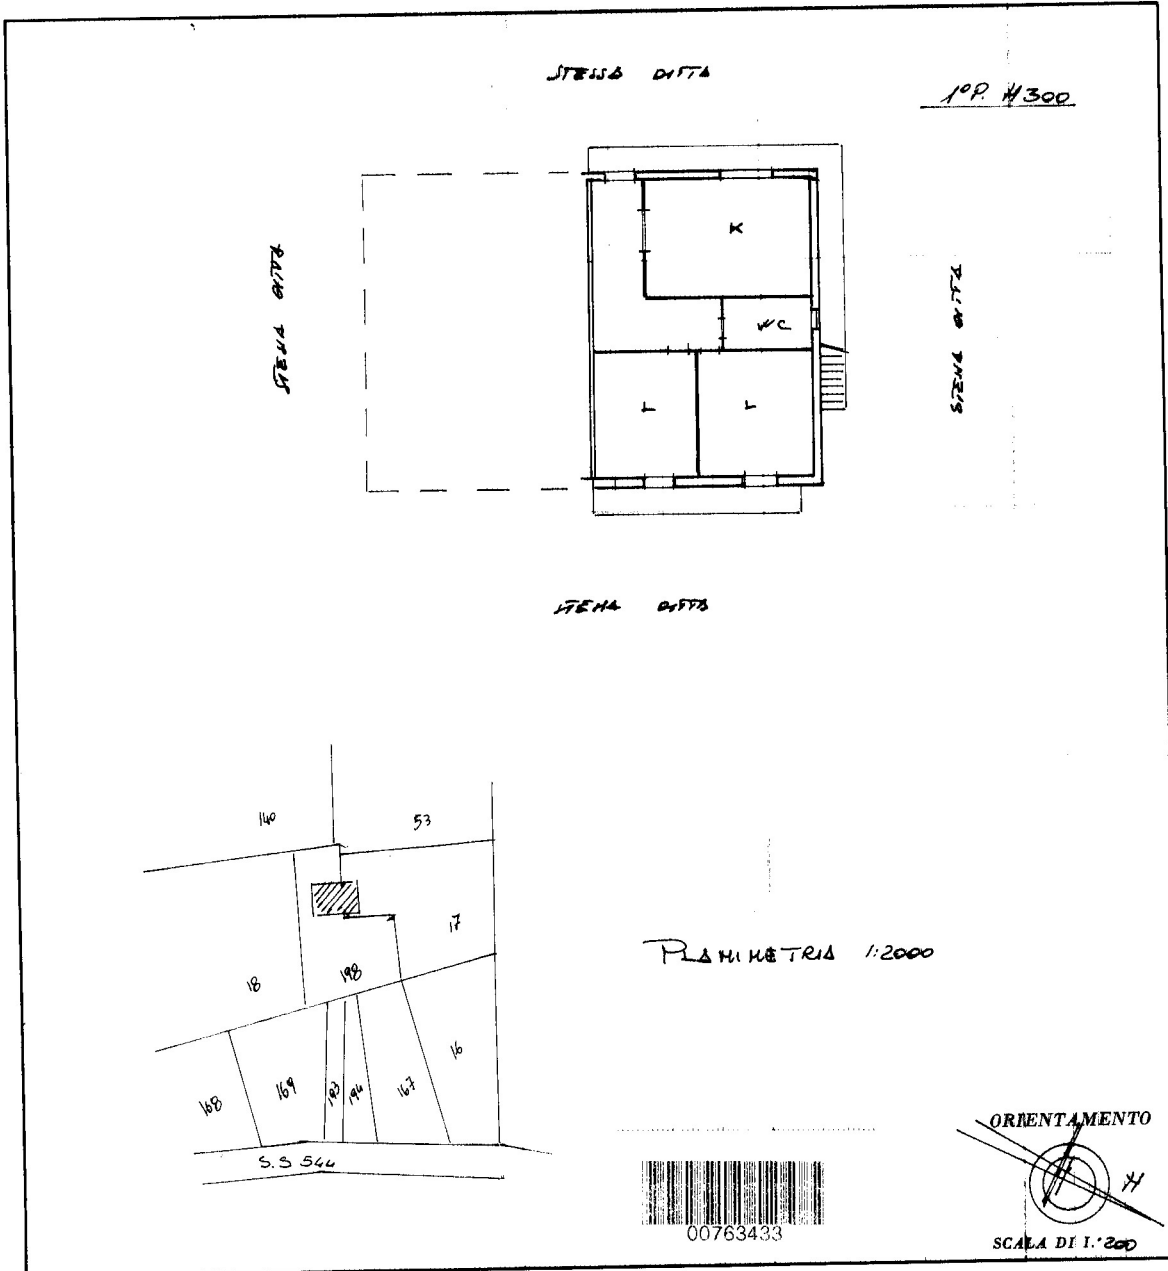 STESSA DITTA
1° P. H 300
STESSA DITTA
K
WC
STESSA DITTA
L
L
STESSA DITTA
140
53
17
18
198
PLANIMETRIA 1:2000
16
168
169
193
194
167
S.S 544
ORIENTAMENTO
N
00763433
SCALA DI 1:200